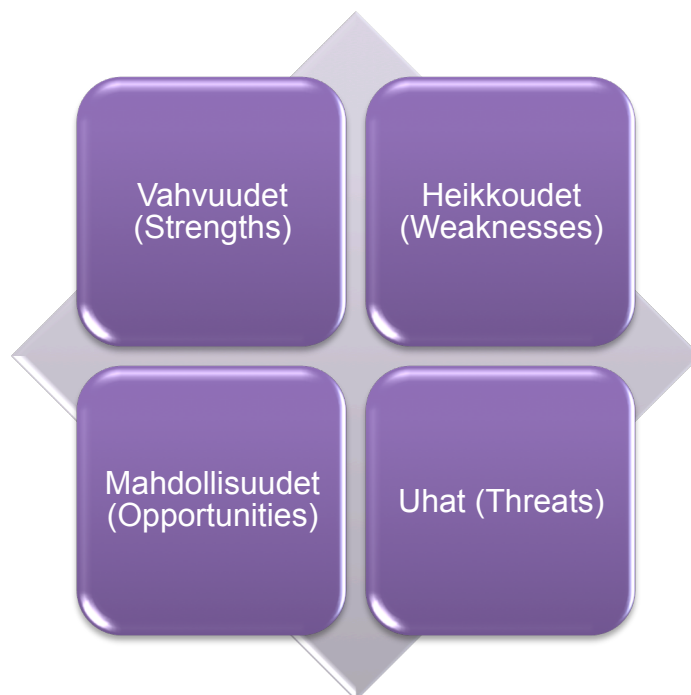 Vahvuudet
(Strengths)
Heikkoudet
(Weaknesses)
Mahdollisuudet
(Opportunities)
Uhat (Threats)